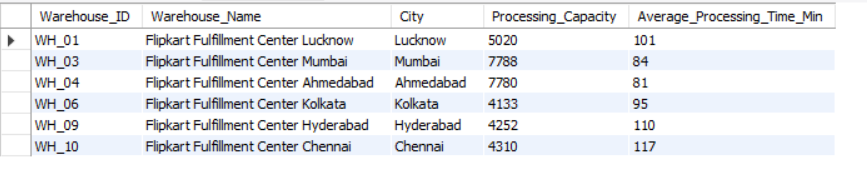 Warehouse_ID Warehouse_Name City Processing_Capacity Average_Processing_Time_Min
WH_01 Flipkart Fulfillment Center Lucknow Lucknow 5020 101
WH_03 Flipkart Fulfillment Center Mumbai Mumbai 7788 84
WH_04 Flipkart Fulfillment Center Ahmedabad Ahmedabad 7780 81
WH_06 Flipkart Fulfillment Center Kolkata Kolkata 4133 95
WH_09 Flipkart Fulfillment Center Hyderabad Hyderabad 4252 110
WH_10 Flipkart Fulfillment Center Chennai Chennai 4310 117